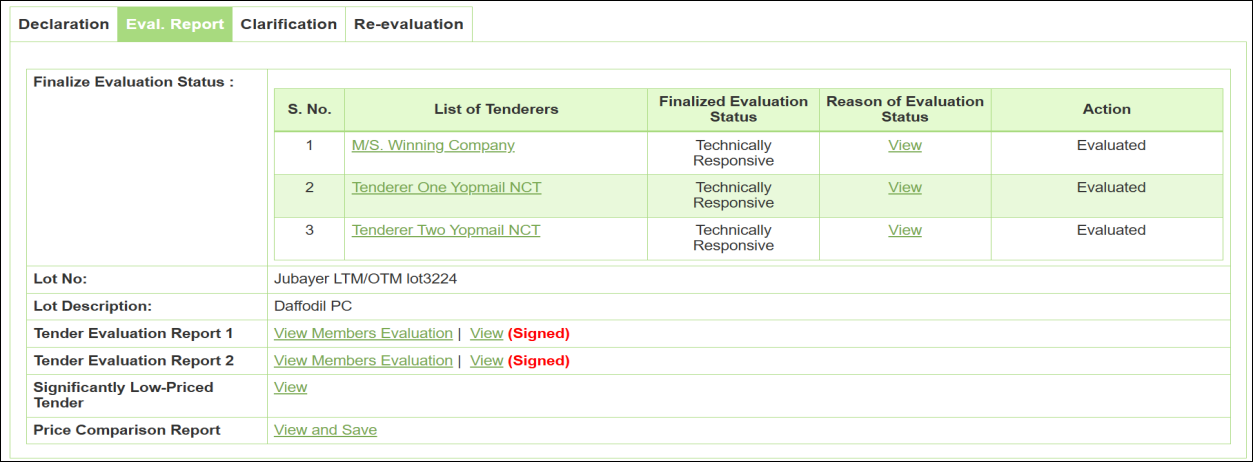 Declaration Eval. Report Clarification Re-evaluation
Finalize Evaluation Status :
S. No. List of Tenderers Finalized Evaluation Status Reason of Evaluation Status Action
1 M/S. Winning Company Technically Responsive View Evaluated
2 Tenderer One Yopmail NCT Technically Responsive View Evaluated
3 Tenderer Two Yopmail NCT Technically Responsive View Evaluated
Lot No: Jubayer LTM/OTM lot3224
Lot Description: Daffodil PC
Tender Evaluation Report 1 View Members Evaluation | View (Signed)
Tender Evaluation Report 2 View Members Evaluation | View (Signed)
Significantly Low-Priced Tender View
Price Comparison Report View and Save